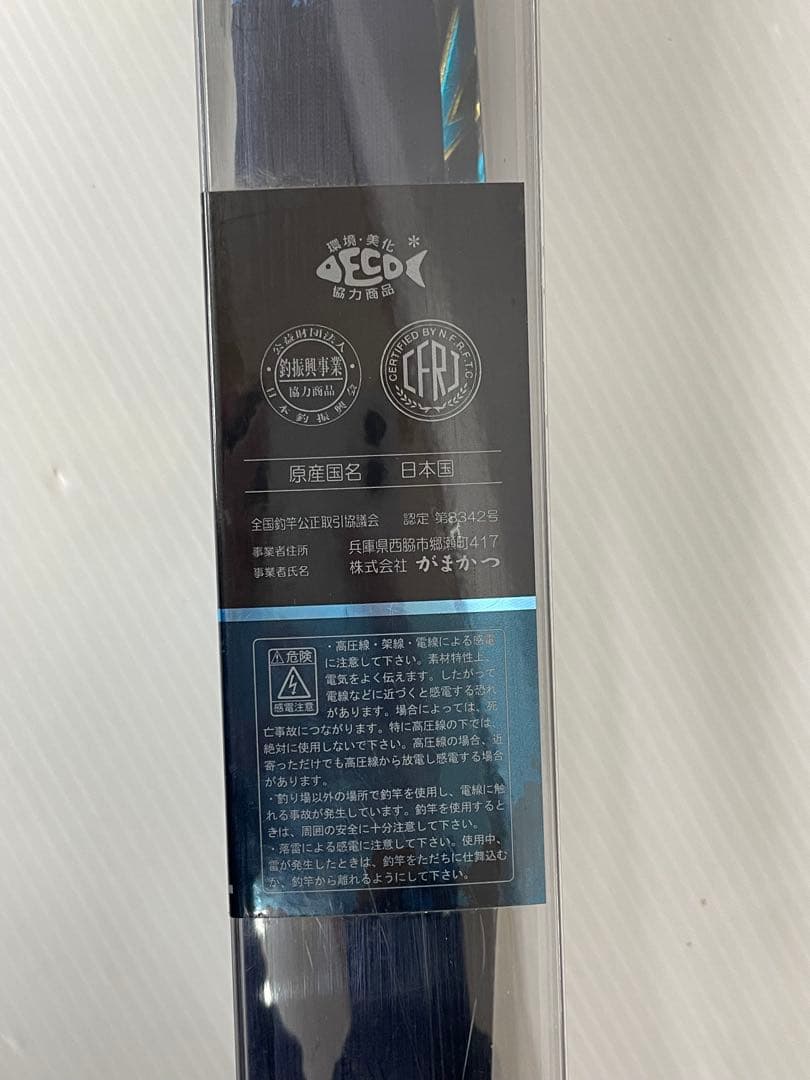 環境・美化
*
ECO
協力商品
公益財団法人
釣振興事業
協力商品
日本釣振興会
CERTIFIED BY N.F.R.F.T.C
CFRJ
原産国名 日本国
全国釣竿公正取引協議会 認定 第8342号
事業者住所 兵庫県西脇市郷瀬町417
事業者氏名 株式会社 がまかつ
危険
感電注意
・高圧線・架線・電線による感電
に注意して下さい。素材特性上、
電気をよく伝えます。したがって
電線などに近づくと感電する恐れ
があります。場合によっては、死
亡事故につながります。特に高圧線の下では、
絶対に使用しないで下さい。高圧線の場合、近
寄っただけでも高圧線から放電し感電する場合
があります。
・釣り場以外の場所で釣竿を使用し、電線に触
れる事故が発生しています。釣竿を使用すると
きは、周囲の安全に十分注意して下さい。
・落雷による感電に注意して下さい。使用中、
雷が発生したときは、釣竿をただちに仕舞込む
か、釣竿から離れるようにして下さい。